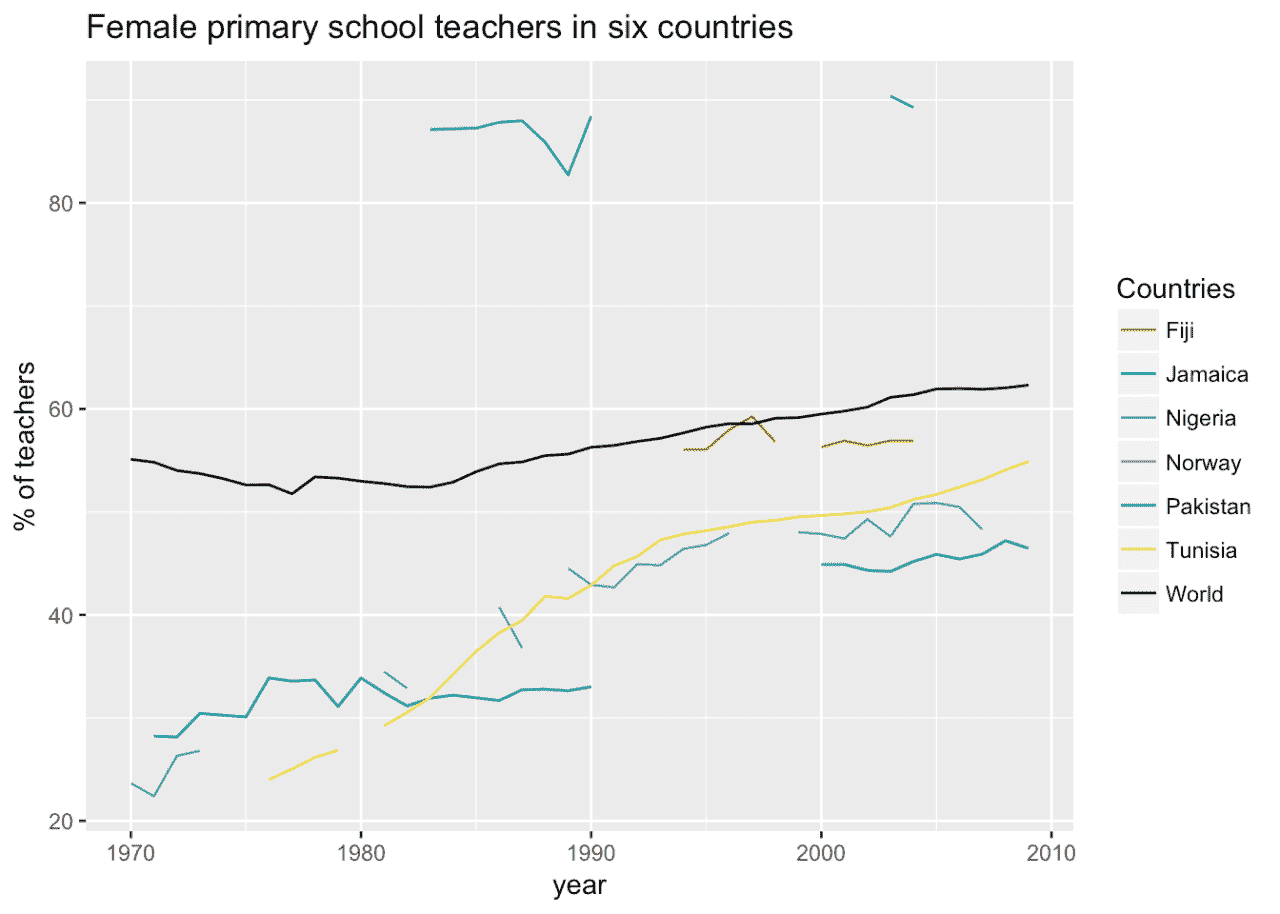 Female primary school teachers in six countries
80
60
40
20
% of teachers
1970 1980 1990 2000 2010
year
Countries
Fiji
Jamaica
Nigeria
Norway
Pakistan
Tunisia
World